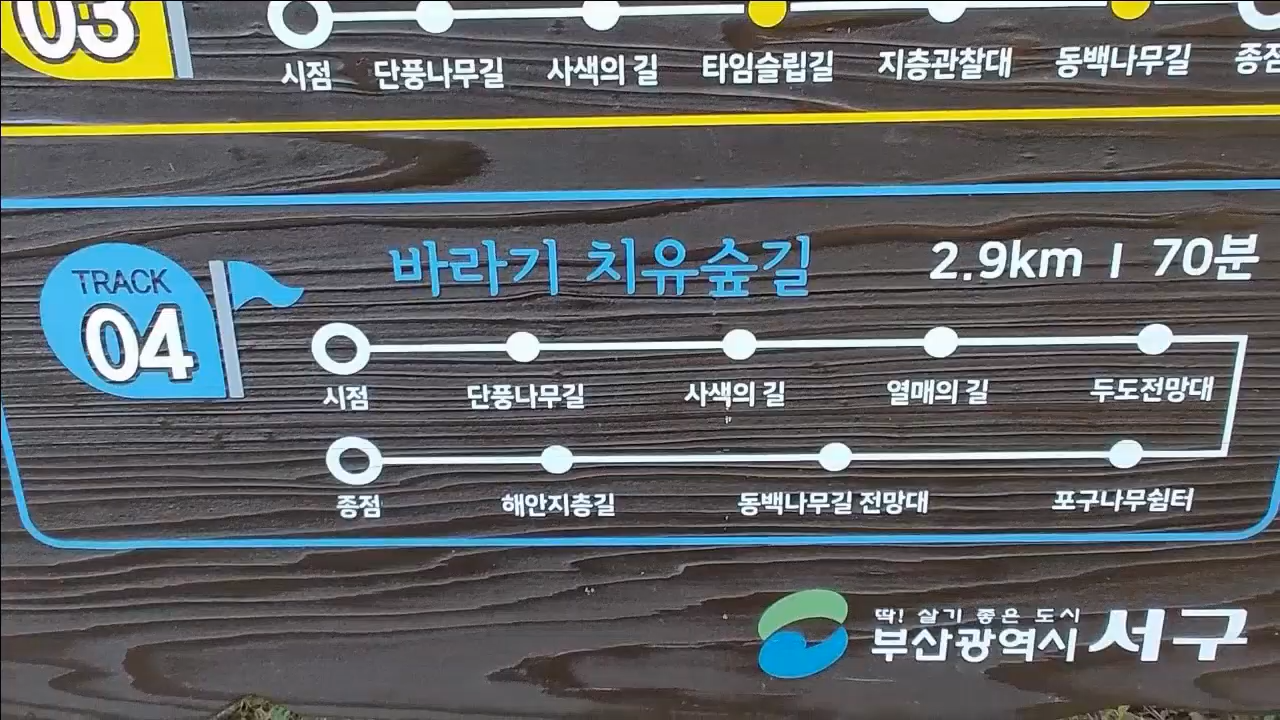 03
시점 단풍나무길 사색의 길 타임슬립길 지층관찰대 동백나무길 종점
TRACK
04
바라기 치유숲길 2.9km | 70분
시점 단풍나무길 사색의 길 열매의 길 두도전망대
종점 해안지층길 동백나무길 전망대 포구나무쉼터
딱! 살기 좋은 도시
부산광역시 서구